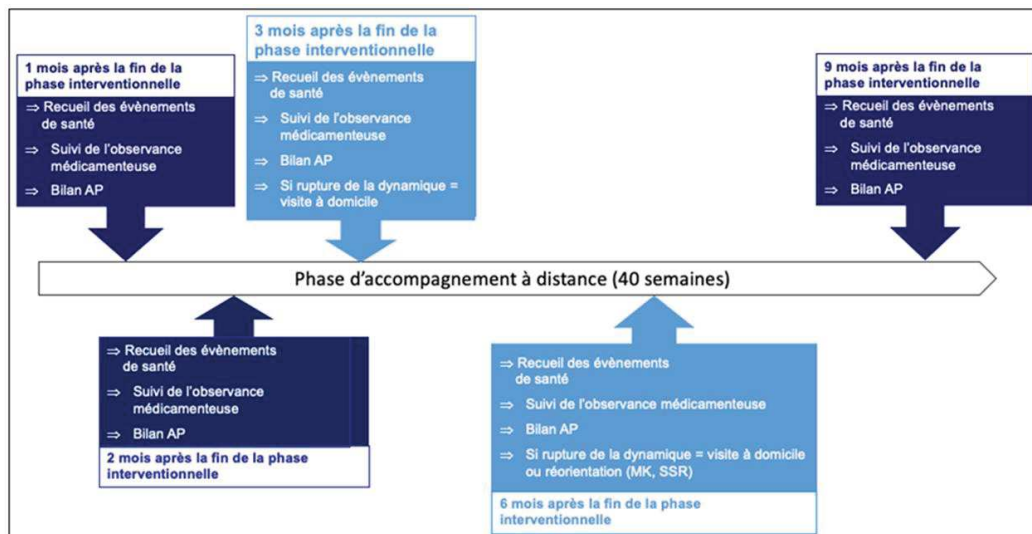 1 mois après la fin de la
phase interventionnelle
⇒ Recueil des évènements
de santé
⇒ Suivi de l'observance
médicamenteuse
⇒ Bilan AP
3 mois après la fin de
la phase interventionnelle
⇒ Recueil des évènements
de santé
⇒ Suivi de l'observance
médicamenteuse
⇒ Bilan AP
⇒ Si rupture de la dynamique =
visite à domicile
9 mois après la fin de la
phase interventionnelle
⇒ Recueil des évènements
de santé
⇒ Suivi de l'observance
médicamenteuse
⇒ Bilan AP
Phase d'accompagnement à distance (40 semaines)
⇒ Recueil des évènements
de santé
⇒ Suivi de l'observance
médicamenteuse
⇒ Bilan AP
2 mois après la fin de la phase
interventionnelle
⇒ Recueil des évènements
de santé
⇒ Suivi de l'observance médicamenteuse
⇒ Bilan AP
⇒ Si rupture de la dynamique = visite à domicile
ou réorientation (MK, SSR)
6 mois après la fin de la phase
interventionnelle